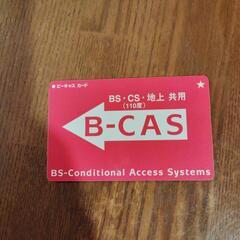 ■ ビーキャス カード ★
BS・CS・地上 共用
(110度)
B-CAS
BS-Conditional Access Systems